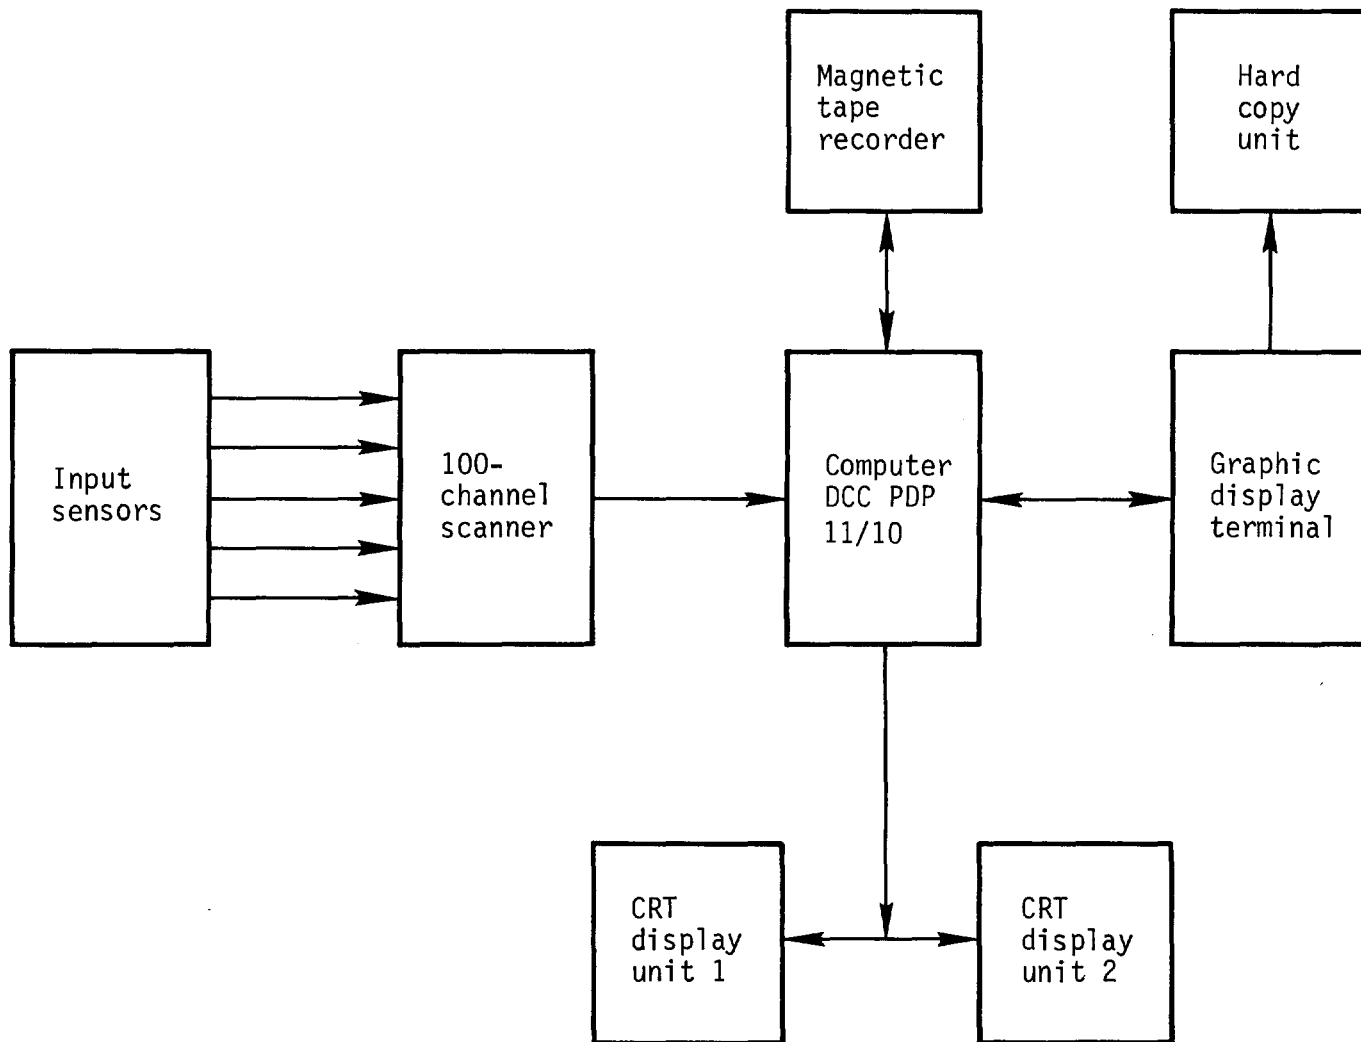 Magnetic
tape
recorder
Hard
copy
unit
Input
sensors
100-
channel
scanner
Computer
DCC PDP
11/10
Graphic
display
terminal
CRT
display
unit 1
CRT
display
unit 2